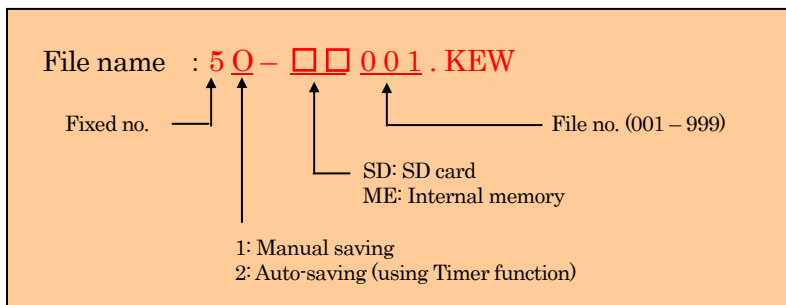 File name : 5 O – □□ 0 0 1 . KEW
Fixed no.
File no. (001 – 999)
SD: SD card
ME: Internal memory
1: Manual saving
2: Auto-saving (using Timer function)